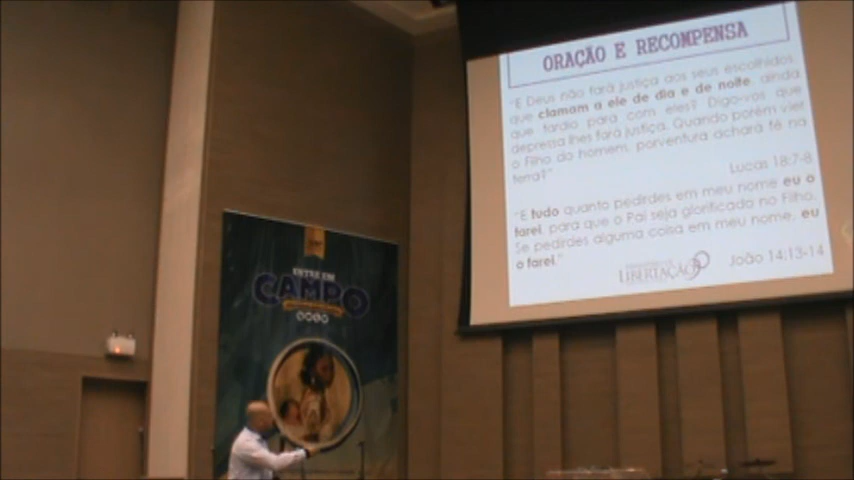 ORAÇÃO E RECOMPENSA
"E Deus não fará justiça aos seus escolhidos,
que clamam a ele de dia e de noite, ainda
que tardio para com eles? Digo-vos que
depressa lhes fará justiça. Quando porém vier
o Filho do homem, porventura achará fé na
terra?"
Lucas 18:7-8
"E tudo quanto pedirdes em meu nome eu o
farei, para que o Pai seja glorificado no Filho.
Se pedirdes alguma coisa em meu nome, eu
o farei."
LIBERTAÇÃO
João 14:13-14
ENTRE EM
CAMPO